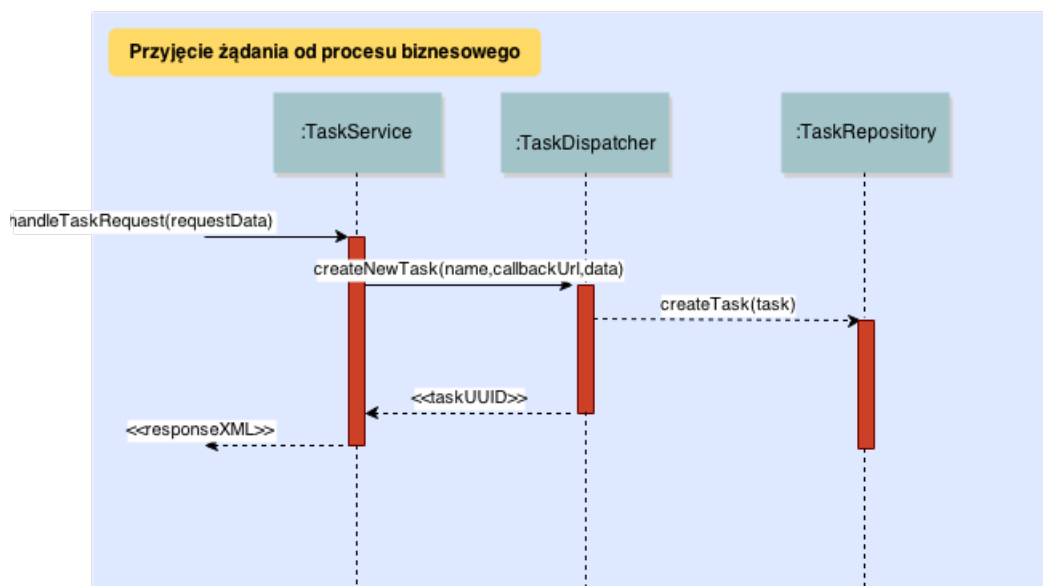 Przyjęcie żądania od procesu biznesowego
:TaskService
:TaskDispatcher
:TaskRepository
handleTaskRequest(requestData)
createNewTask(name,callbackUrl,data)
createTask(task)
<<taskUUID>>
<<responseXML>>